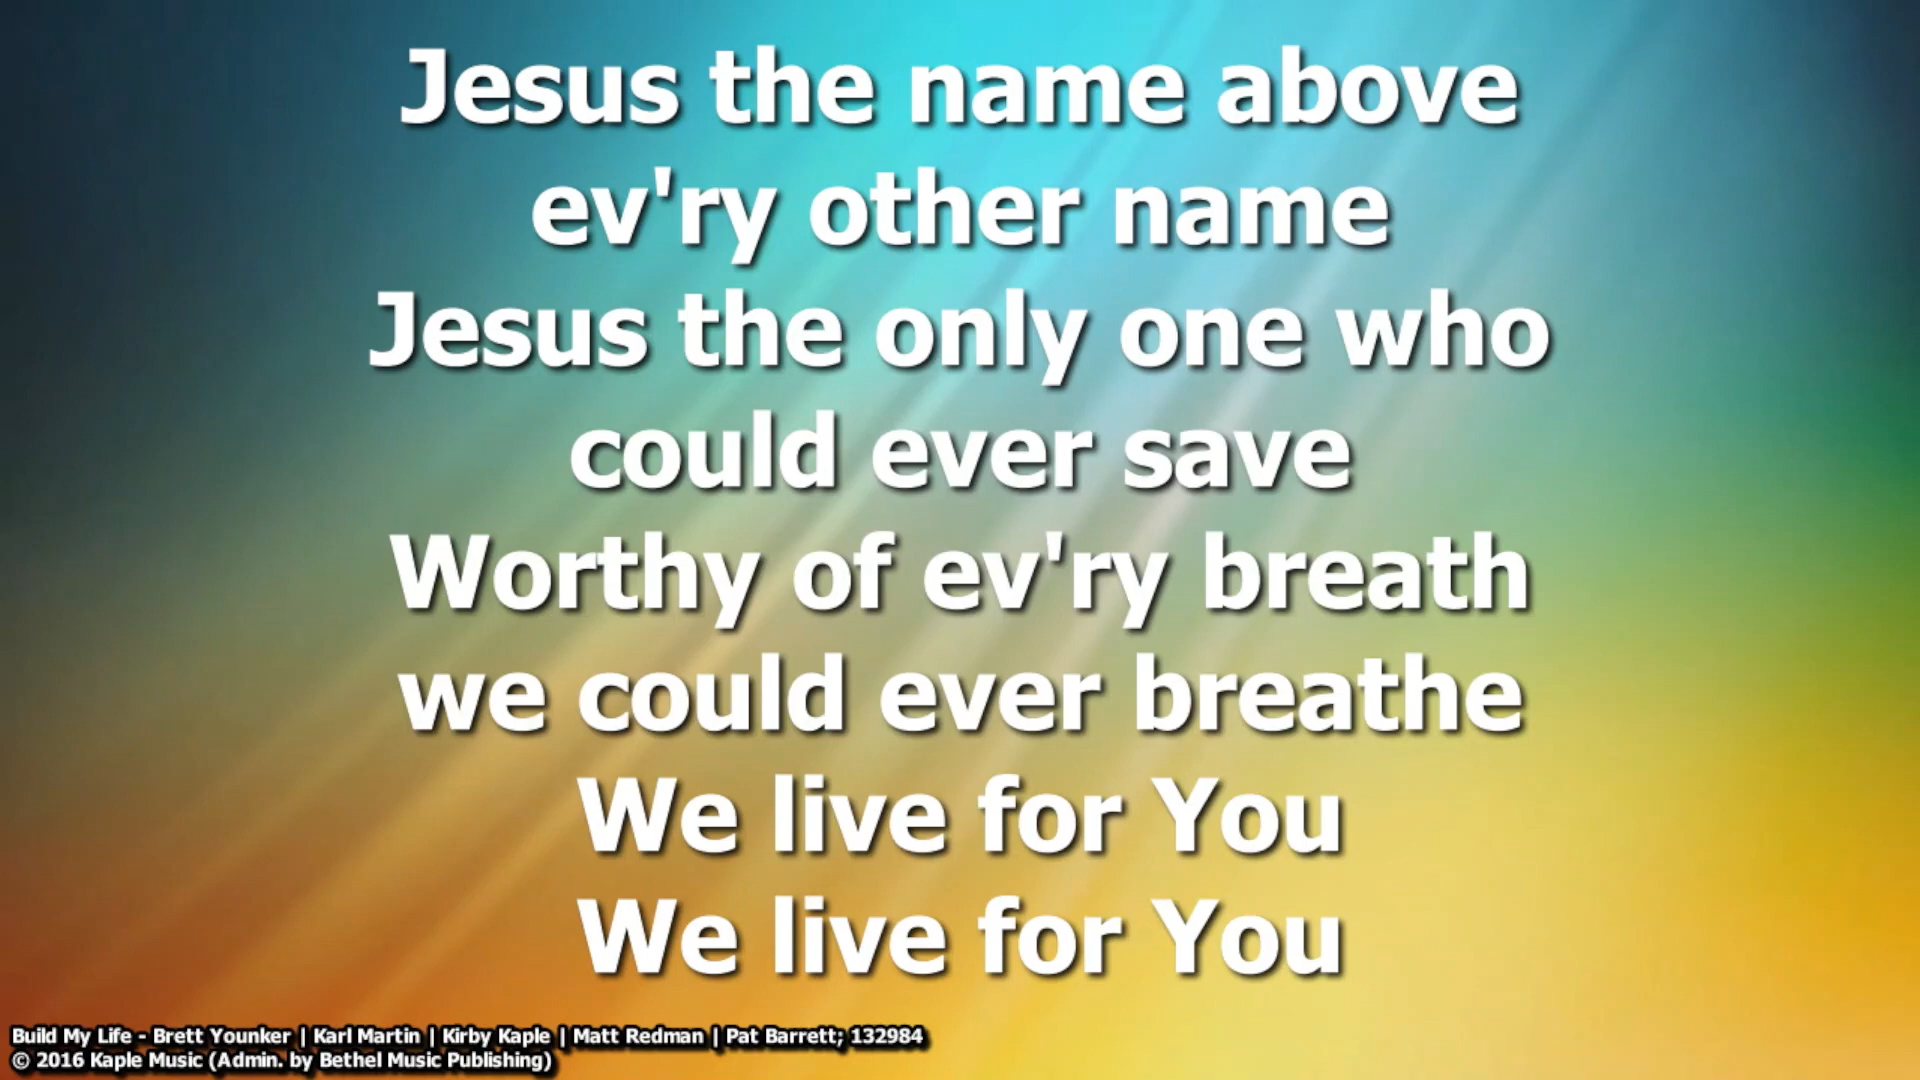 Jesus the name above
ev'ry other name
Jesus the only one who
could ever save
Worthy of ev'ry breath
we could ever breathe
We live for You
We live for You
Build My Life - Brett Younker | Karl Martin | Kirby Kaple | Matt Redman | Pat Barrett; 132984
© 2016 Kaple Music (Admin. by Bethel Music Publishing)